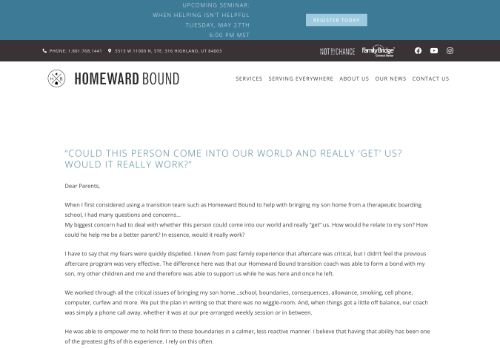 UPCOMING SEMINAR:
WHEN HELPING ISN'T HELPFUL
TUESDAY, MAY 27TH
6:00 PM MST
REGISTER TODAY
PHONE: 1.801.768.1441
5513 W 11000 N, STE. 316 HIGHLAND, UT 84003
NOT BY CHANCE
FamilyBridge
HOMEWARD BOUND
SERVICES
SERVING EVERYWHERE
ABOUT US
OUR NEWS
CONTACT US
“COULD THIS PERSON COME INTO OUR WORLD AND REALLY ‘GET’ US?
WOULD IT REALLY WORK?”
Dear Parents,
When I first considered using a transition team such as Homeward Bound to help with bringing my son home from a therapeutic boarding
school, I had many questions and concerns...
My biggest concern had to deal with whether this person could come into our world and really “get” us. How would he relate to my son? How
could he help me be a better parent? In essence, would it really work?
I have to say that my fears were quickly dispelled. I knew from past family experience that aftercare was critical, but I didn't feel the previous
aftercare program was very effective. The difference here was that our Homeward Bound transition coach was able to form a bond with my
son, my other children and me and therefore was able to support us while he was here and once he left.
We worked through all the critical issues of bringing my son home...school, boundaries, consequences, allowance, smoking, cell phone,
computer, curfew and more. We put the plan in writing so that there was no wiggle-room. And, when things got a little off balance, our coach
was simply a phone call away, whether it was at our pre-arranged weekly session or in between.
He was able to empower me to hold firm to these boundaries in a calmer, less reactive manner. I believe that having that ability has been one
of the greatest gifts of this experience. I rely on this often.